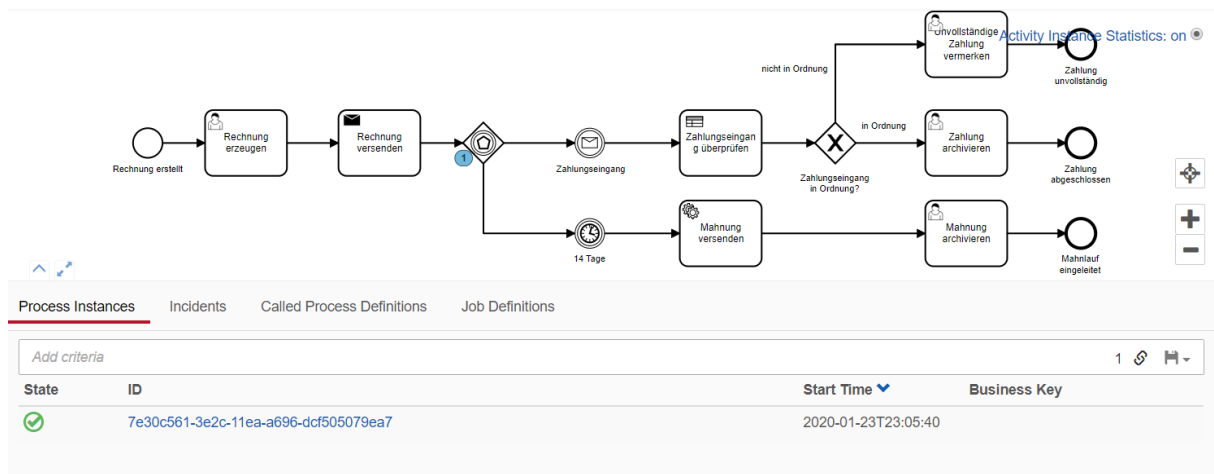 Unvollständige
Zahlung
vermerken
Activity Instance Statistics: on
nicht in Ordnung
Zahlung
unvollständig
Rechnung erstellt
Rechnung
erzeugen
Rechnung
versenden
1
Zahlungseingang
Zahlungseingan
g überprüfen
Zahlungseingang
in Ordnung?
in Ordnung
Zahlung
archivieren
Zahlung
abgeschlossen
14 Tage
Mahnung
versenden
Mahnung
archivieren
Mahnlauf
eingeleitet
Process Instances Incidents Called Process Definitions Job Definitions
Add criteria 1
State ID Start Time Business Key
7e30c561-3e2c-11ea-a696-dcf505079ea7 2020-01-23T23:05:40